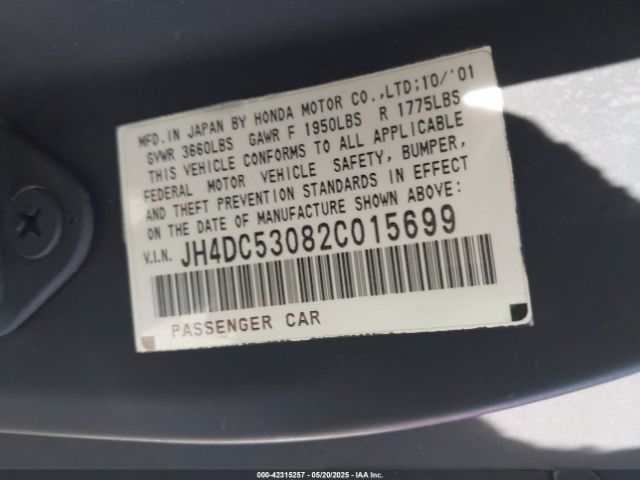 MFD.IN JAPAN BY HONDA MOTOR CO.,LTD;10/'01
GVWR 3660LBS GAWR F 1950LBS R 1775LBS
THIS VEHICLE CONFORMS TO ALL APPLICABLE
FEDERAL MOTOR VEHICLE SAFETY, BUMPER,
AND THEFT PREVENTION STANDARDS IN EFFECT
ON THE DATE OF MANUFACTURE SHOWN ABOVE:
V.I.N. JH4DC53082C015699
PASSENGER CAR
000-42315257 05/20/2025 IAA Inc.